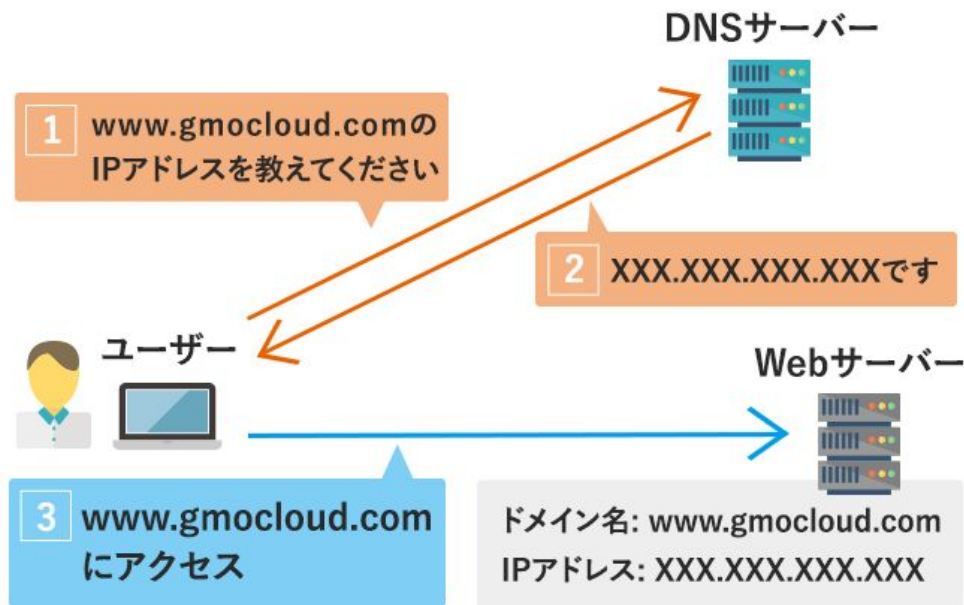 DNSサーバー
1
www.gmocloud.comの
IPアドレスを教えてください
2
XXX.XXX.XXX.XXXです
ユーザー
Webサーバー
3
www.gmocloud.com
にアクセス
ドメイン名: www.gmocloud.com
IPアドレス: XXX.XXX.XXX.XXX